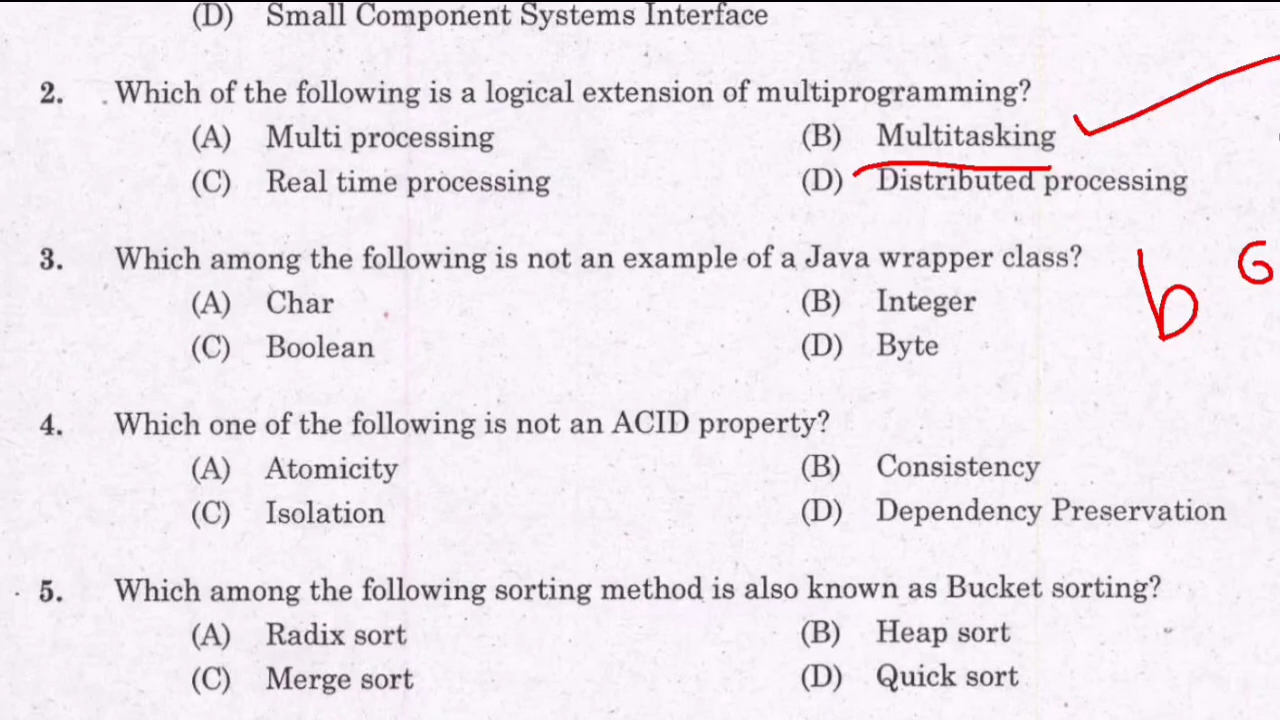 (D) Small Component Systems Interface
2. Which of the following is a logical extension of multiprogramming?
(A) Multi processing (B) Multitasking
(C) Real time processing (D) Distributed processing
3. Which among the following is not an example of a Java wrapper class?
(A) Char (B) Integer
(C) Boolean (D) Byte
b
4. Which one of the following is not an ACID property?
(A) Atomicity (B) Consistency
(C) Isolation (D) Dependency Preservation
5. Which among the following sorting method is also known as Bucket sorting?
(A) Radix sort (B) Heap sort
(C) Merge sort (D) Quick sort